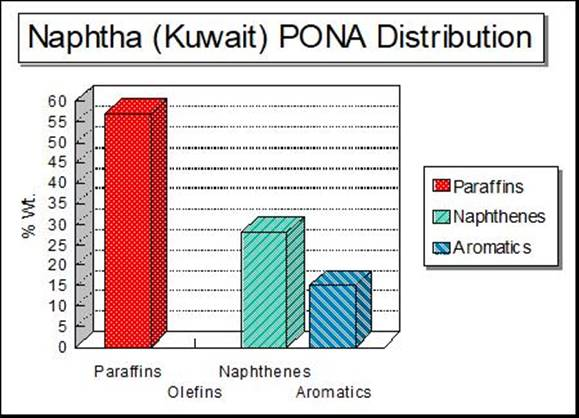 Naphtha (Kuwait) PONA Distribution
60
55
50
45
40
35
30
25
20
15
10
5
0
% Wt.
Paraffins
Olefins
Naphthenes
Aromatics
Paraffins
Naphthenes
Aromatics